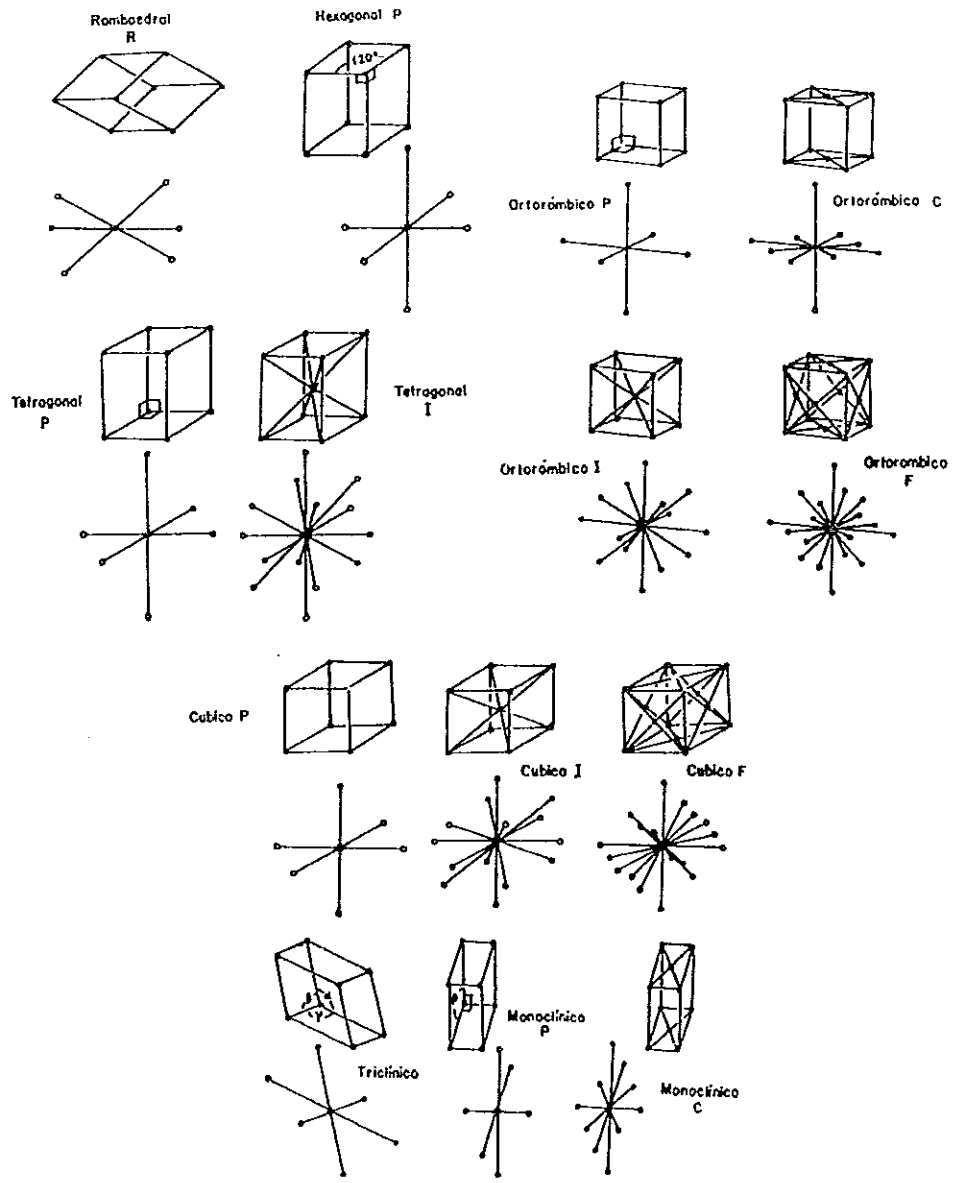 Romboedral
R
Hexagonal P
120°
Ortorómbico P
Ortorómbico C
Tetragonal
P
Tetragonal
I
Ortorómbico I
Ortorombico
F
Cubico P
Cubico I
Cubico F
β α
γ
Triclínico
β
Monoclínico
P
Monoclínico
C